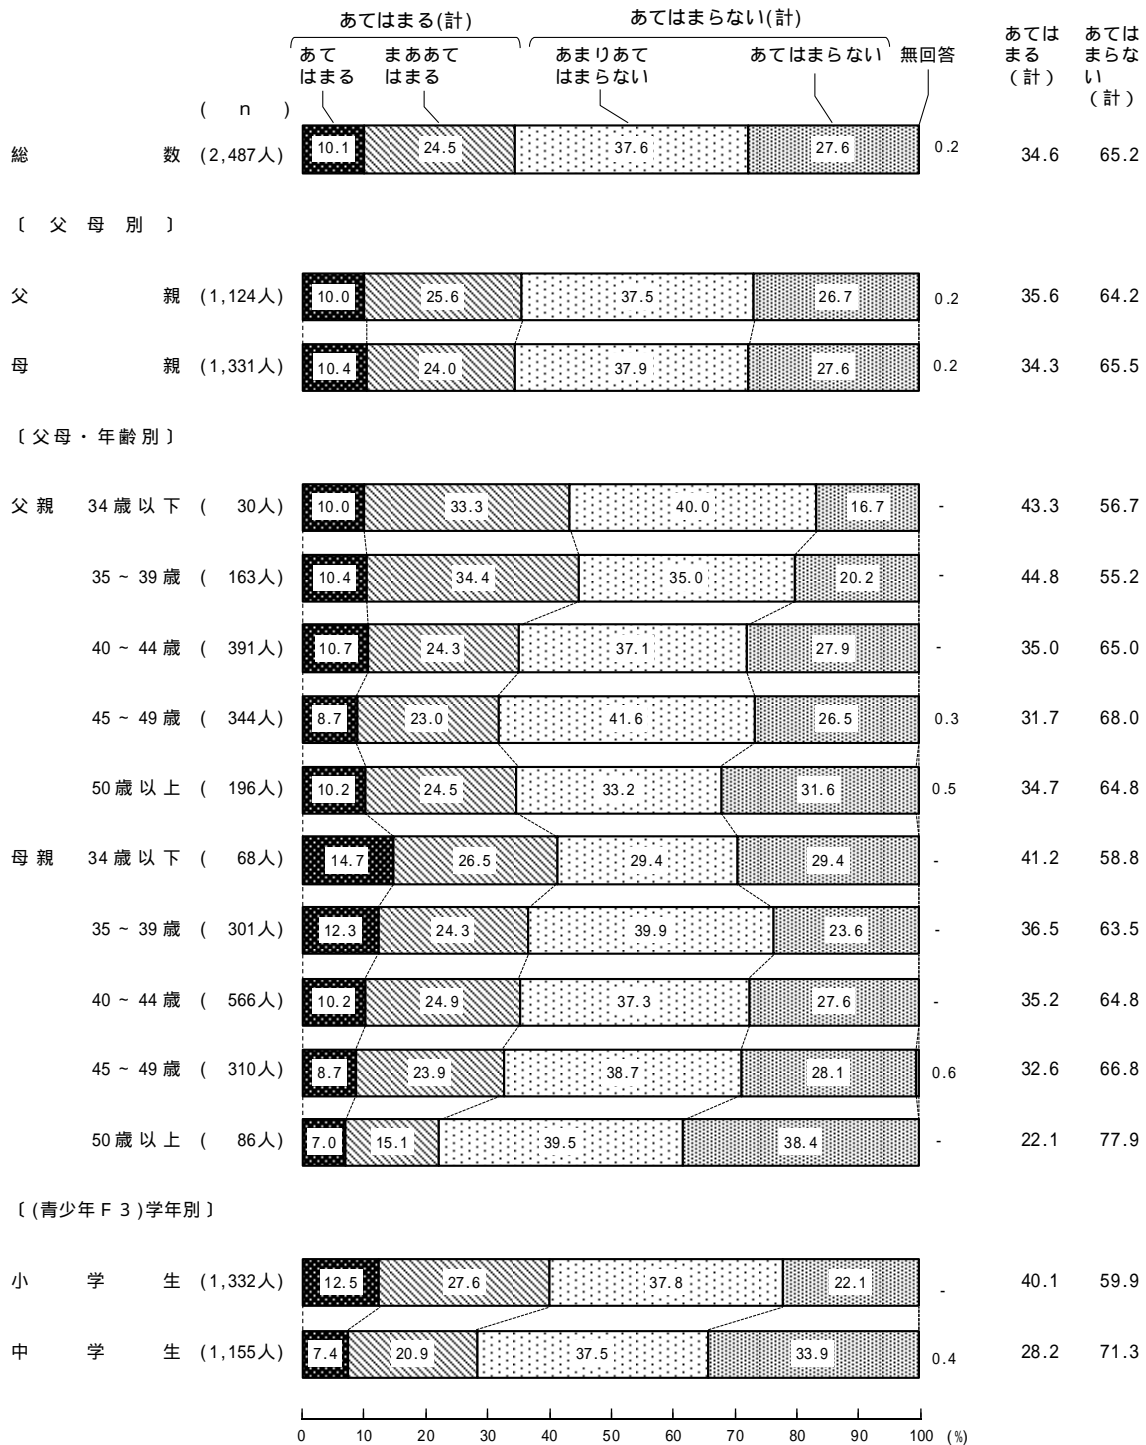 あてはまる(計) あてはまらない(計)
あて
はまる
まああて
はまる
あまりあて
はまらない
あてはまらない
無回答
あては
まる
(計)
あては
まらな
い
(計)
( n )
総 数 (2,487人) 10.1 24.5 37.6 27.6 0.2 34.6 65.2
〔 父 母 別 〕
父 親 (1,124人) 10.0 25.6 37.5 26.7 0.2 35.6 64.2
母 親 (1,331人) 10.4 24.0 37.9 27.6 0.2 34.3 65.5
〔父母・年齢別〕
父親 34歳以下 ( 30人) 10.0 33.3 40.0 16.7 - 43.3 56.7
35~39歳 ( 163人) 10.4 34.4 35.0 20.2 - 44.8 55.2
40~44歳 ( 391人) 10.7 24.3 37.1 27.9 - 35.0 65.0
45~49歳 ( 344人) 8.7 23.0 41.6 26.5 0.3 31.7 68.0
50歳以上 ( 196人) 10.2 24.5 33.2 31.6 0.5 34.7 64.8
母親 34歳以下 ( 68人) 14.7 26.5 29.4 29.4 - 41.2 58.8
35~39歳 ( 301人) 12.3 24.3 39.9 23.6 - 36.5 63.5
40~44歳 ( 566人) 10.2 24.9 37.3 27.6 - 35.2 64.8
45~49歳 ( 310人) 8.7 23.9 38.7 28.1 0.6 32.6 66.8
50歳以上 ( 86人) 7.0 15.1 39.5 38.4 - 22.1 77.9
〔(青少年F3)学年別〕
小 学 生 (1,332人) 12.5 27.6 37.8 22.1 - 40.1 59.9
中 学 生 (1,155人) 7.4 20.9 37.5 33.9 0.4 28.2 71.3
0 10 20 30 40 50 60 70 80 90 100 (%)